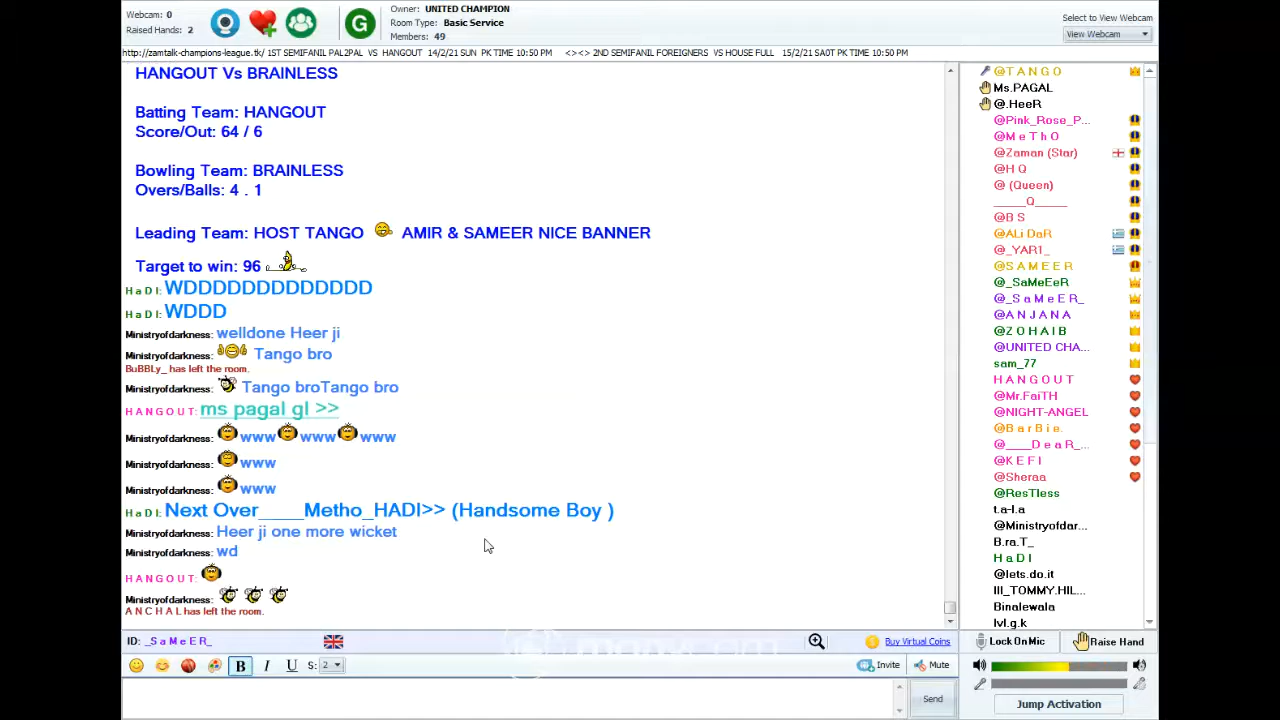 Webcam: 0
Raised Hands: 2
G
Owner: UNITED CHAMPION
Room Type: Basic Service
Members: 49
Select to View Webcam
View Webcam
http://zamtalk-champions-league.tk/ 1ST SEMIFANIL PAL2PAL VS HANGOUT 14/2/21 SUN PK TIME 10:50 PM <><> 2ND SEMIFANIL FOREIGNERS VS HOUSE FULL 15/2/21 SA0T PK TIME 10:50 PM
HANGOUT Vs BRAINLESS
Batting Team: HANGOUT
Score/Out: 64 / 6
Bowling Team: BRAINLESS
Overs/Balls: 4 . 1
Leading Team: HOST TANGO AMIR & SAMEER NICE BANNER
Target to win: 96
H a D I: WDDDDDDDDDDDDD
H a D I: WDDD
Ministryofdarkness: welldone Heer ji
Ministryofdarkness: Tango bro
BuBBLy_ has left the room.
Ministryofdarkness: Tango broTango bro
H A N G O U T: ms pagal gl >>
Ministryofdarkness: www www www
Ministryofdarkness: www
Ministryofdarkness: www
H a D I: Next Over____Metho_HADI>> (Handsome Boy )
Ministryofdarkness: Heer ji one more wicket
Ministryofdarkness: wd
H A N G O U T:
Ministryofdarkness:
A N C H A L has left the room.
@T A N G O
Ms.PAGAL
@.HeeR
@Pink_Rose_P...
@M e T h O
@Zaman (Star)
@H Q
@ (Queen)
_____Q_____
@B S
@ALi DaR
@_YAR1_
@S A M E E R
@_SaMeEeR
@_S a M e E R_
@A N J A N A
@Z O H A I B
@UNITED CHA...
sam_77
H A N G O U T
@Mr.FaiTH
@NIGHT-ANGEL
@B a r B i e.
@____D e a R_...
@K E F I
@Sheraa
@ResTless
t.a-l.a
@Ministryofdar...
B.ra.T_
H a D I
@lets.do.it
III_TOMMY.HIL...
Binalewala
lvl.g.k
ID: _S a M e E R_
Buy Virtual Coins
Lock On Mic
Raise Hand
B I U S: 2
Invite
Mute
Send
Jump Activation